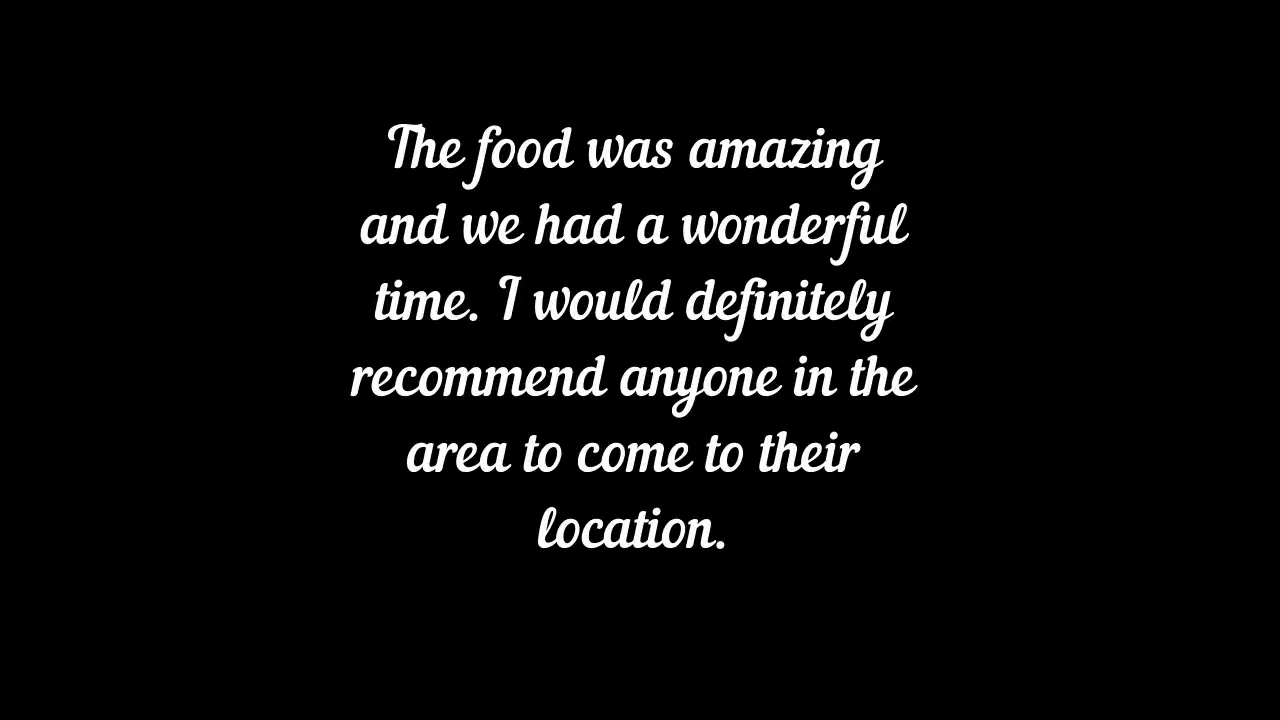 The food was amazing
and we had a wonderful
time. I would definitely
recommend anyone in the
area to come to their
location.